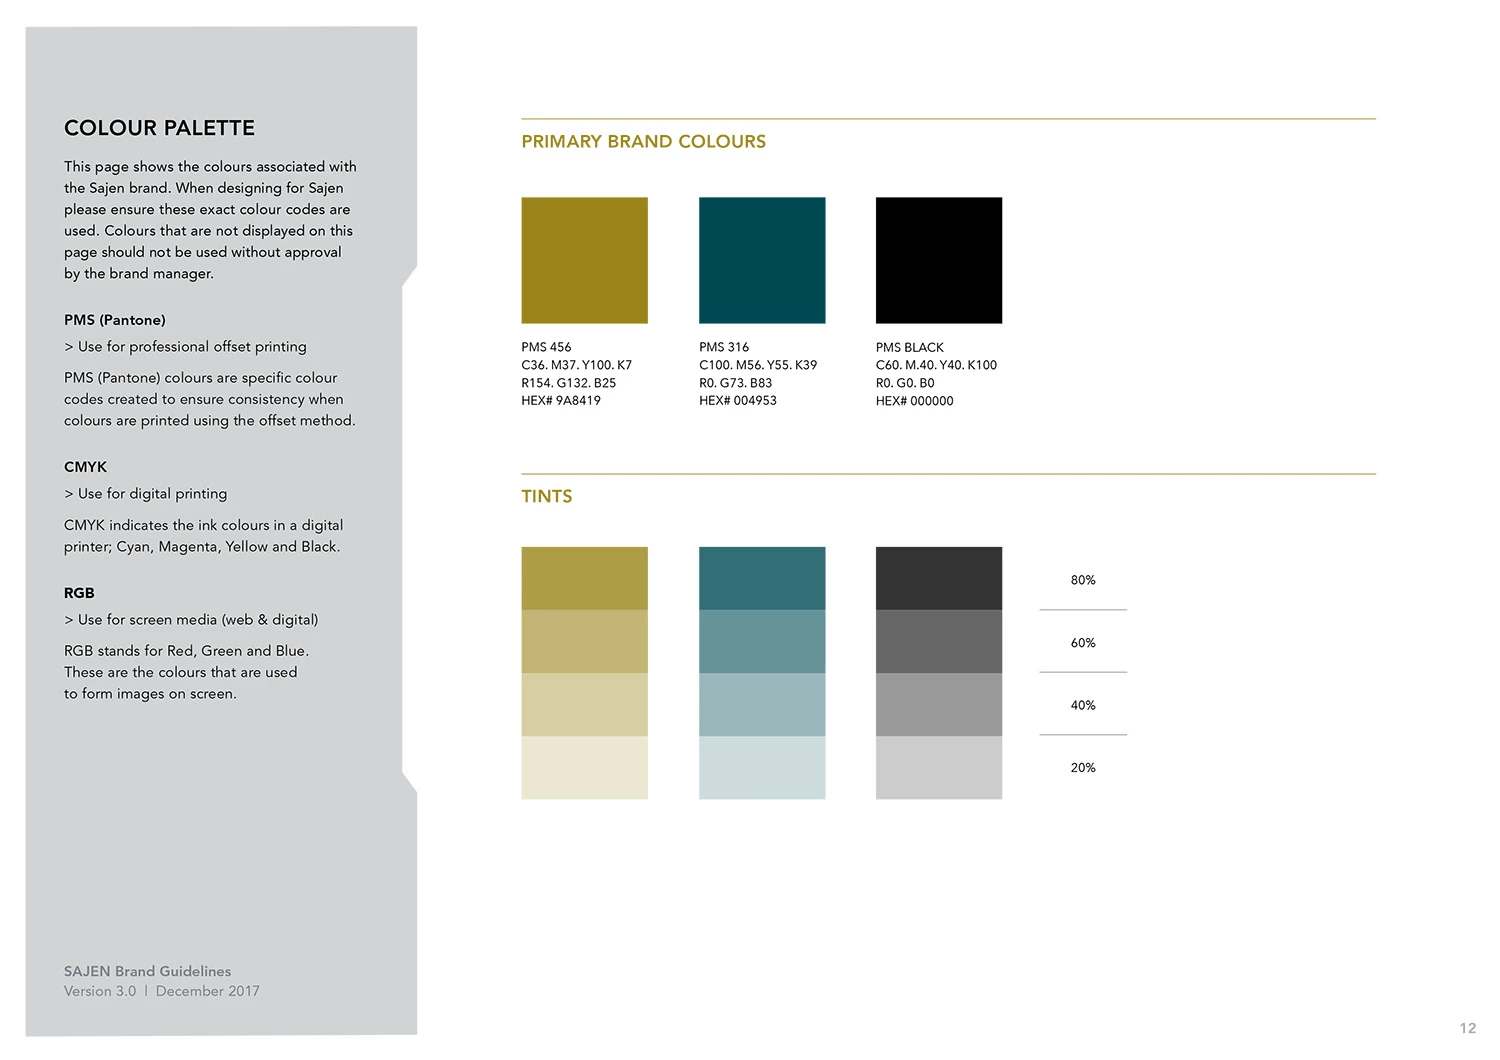 COLOUR PALETTE
This page shows the colours associated with
the Sajen brand. When designing for Sajen
please ensure these exact colour codes are
used. Colours that are not displayed on this
page should not be used without approval
by the brand manager.
PMS (Pantone)
> Use for professional offset printing
PMS (Pantone) colours are specific colour
codes created to ensure consistency when
colours are printed using the offset method.
CMYK
> Use for digital printing
CMYK indicates the ink colours in a digital
printer; Cyan, Magenta, Yellow and Black.
RGB
> Use for screen media (web & digital)
RGB stands for Red, Green and Blue.
These are the colours that are used
to form images on screen.
SAJEN Brand Guidelines
Version 3.0 | December 2017
PRIMARY BRAND COLOURS
PMS 456
C36. M37. Y100. K7
R154. G132. B25
HEX# 9A8419
PMS 316
C100. M56. Y55. K39
R0. G73. B83
HEX# 004953
PMS BLACK
C60. M.40. Y40. K100
R0. G0. B0
HEX# 000000
TINTS
80%
60%
40%
20%
12